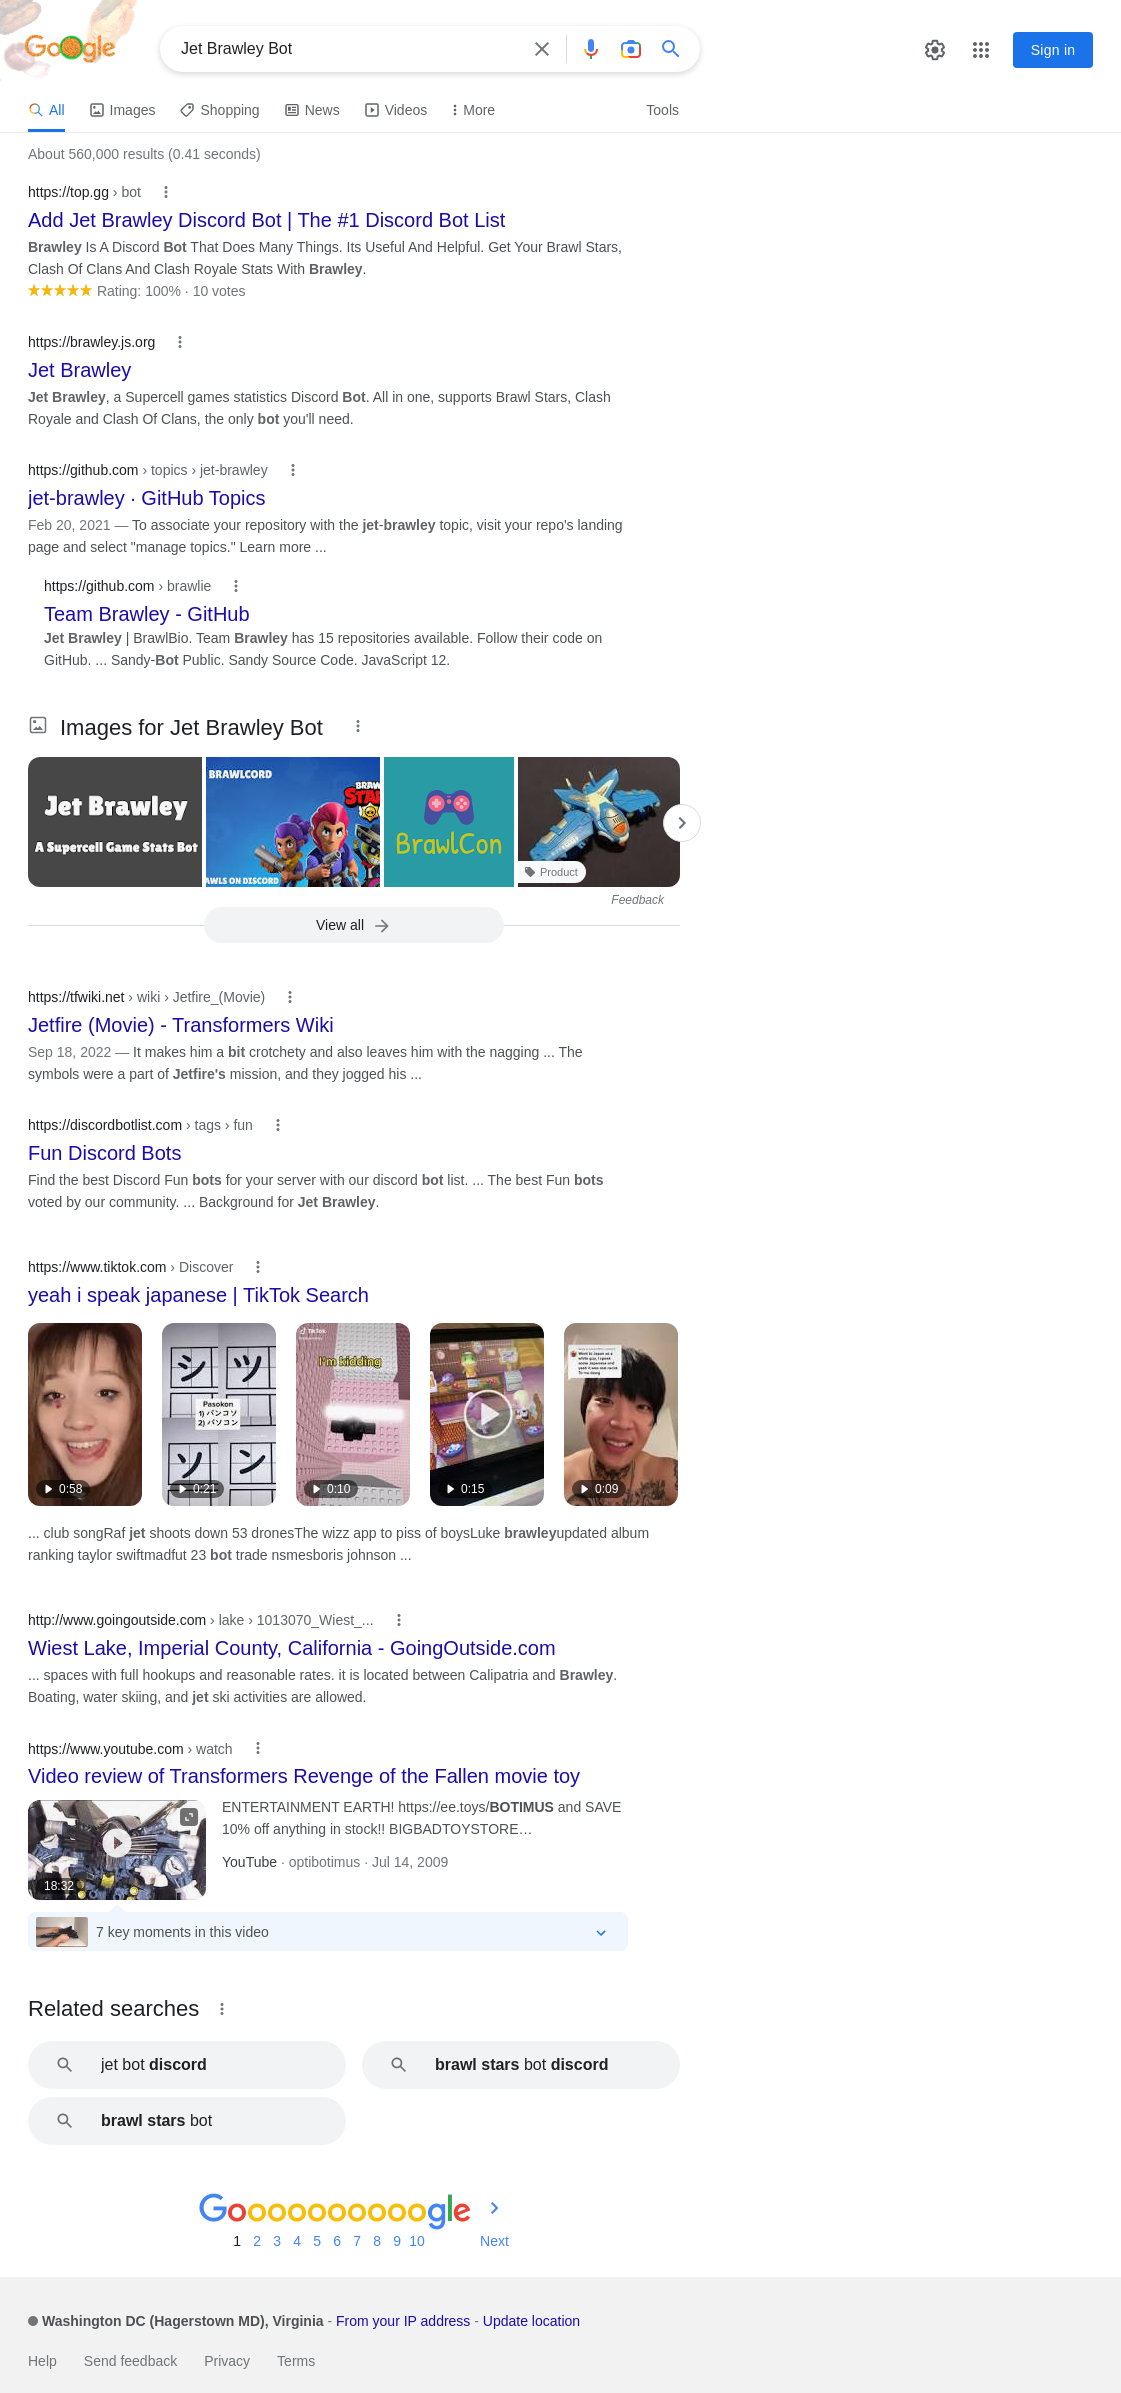 Google
Jet Brawley Bot
Sign in
All
Images
Shopping
News
Videos
More
Tools
About 560,000 results (0.41 seconds)
https://top.gg › bot
Add Jet Brawley Discord Bot | The #1 Discord Bot List
Brawley Is A Discord Bot That Does Many Things. Its Useful And Helpful. Get Your Brawl Stars,
Clash Of Clans And Clash Royale Stats With Brawley.
Rating: 100% · 10 votes
https://brawley.js.org
Jet Brawley
Jet Brawley, a Supercell games statistics Discord Bot. All in one, supports Brawl Stars, Clash
Royale and Clash Of Clans, the only bot you'll need.
https://github.com › topics › jet-brawley
jet-brawley · GitHub Topics
Feb 20, 2021 — To associate your repository with the jet-brawley topic, visit your repo's landing
page and select "manage topics." Learn more ...
https://github.com › brawlie
Team Brawley - GitHub
Jet Brawley | BrawlBio. Team Brawley has 15 repositories available. Follow their code on
GitHub. ... Sandy-Bot Public. Sandy Source Code. JavaScript 12.
Images for Jet Brawley Bot
Jet Brawley
A Supercell Game Stats Bot
BRAWLCORD
AWLS ON DISCORD
BrawlCon
Product
Feedback
View all
https://tfwiki.net › wiki › Jetfire_(Movie)
Jetfire (Movie) - Transformers Wiki
Sep 18, 2022 — It makes him a bit crotchety and also leaves him with the nagging ... The
symbols were a part of Jetfire's mission, and they jogged his ...
https://discordbotlist.com › tags › fun
Fun Discord Bots
Find the best Discord Fun bots for your server with our discord bot list. ... The best Fun bots
voted by our community. ... Background for Jet Brawley.
https://www.tiktok.com › Discover
yeah i speak japanese | TikTok Search
0:58
シ ツ
Pasokon
1) パンコソ
2) パソコン
ソ ン
0:21
TikTok
I'm kidding
0:10
0:15
0:09
... club songRaf jet shoots down 53 dronesThe wizz app to piss of boysLuke brawleyupdated album
ranking taylor swiftmadfut 23 bot trade nsmesboris johnson ...
http://www.goingoutside.com › lake › 1013070_Wiest_...
Wiest Lake, Imperial County, California - GoingOutside.com
... spaces with full hookups and reasonable rates. it is located between Calipatria and Brawley.
Boating, water skiing, and jet ski activities are allowed.
https://www.youtube.com › watch
Video review of Transformers Revenge of the Fallen movie toy
ENTERTAINMENT EARTH! https://ee.toys/BOTIMUS and SAVE
10% off anything in stock!! BIGBADTOYSTORE…
YouTube · optibotimus · Jul 14, 2009
18:32
7 key moments in this video
Related searches
jet bot discord
brawl stars bot discord
brawl stars bot
Goooooooooogle
1 2 3 4 5 6 7 8 9 10 Next
Washington DC (Hagerstown MD), Virginia - From your IP address - Update location
Help Send feedback Privacy Terms